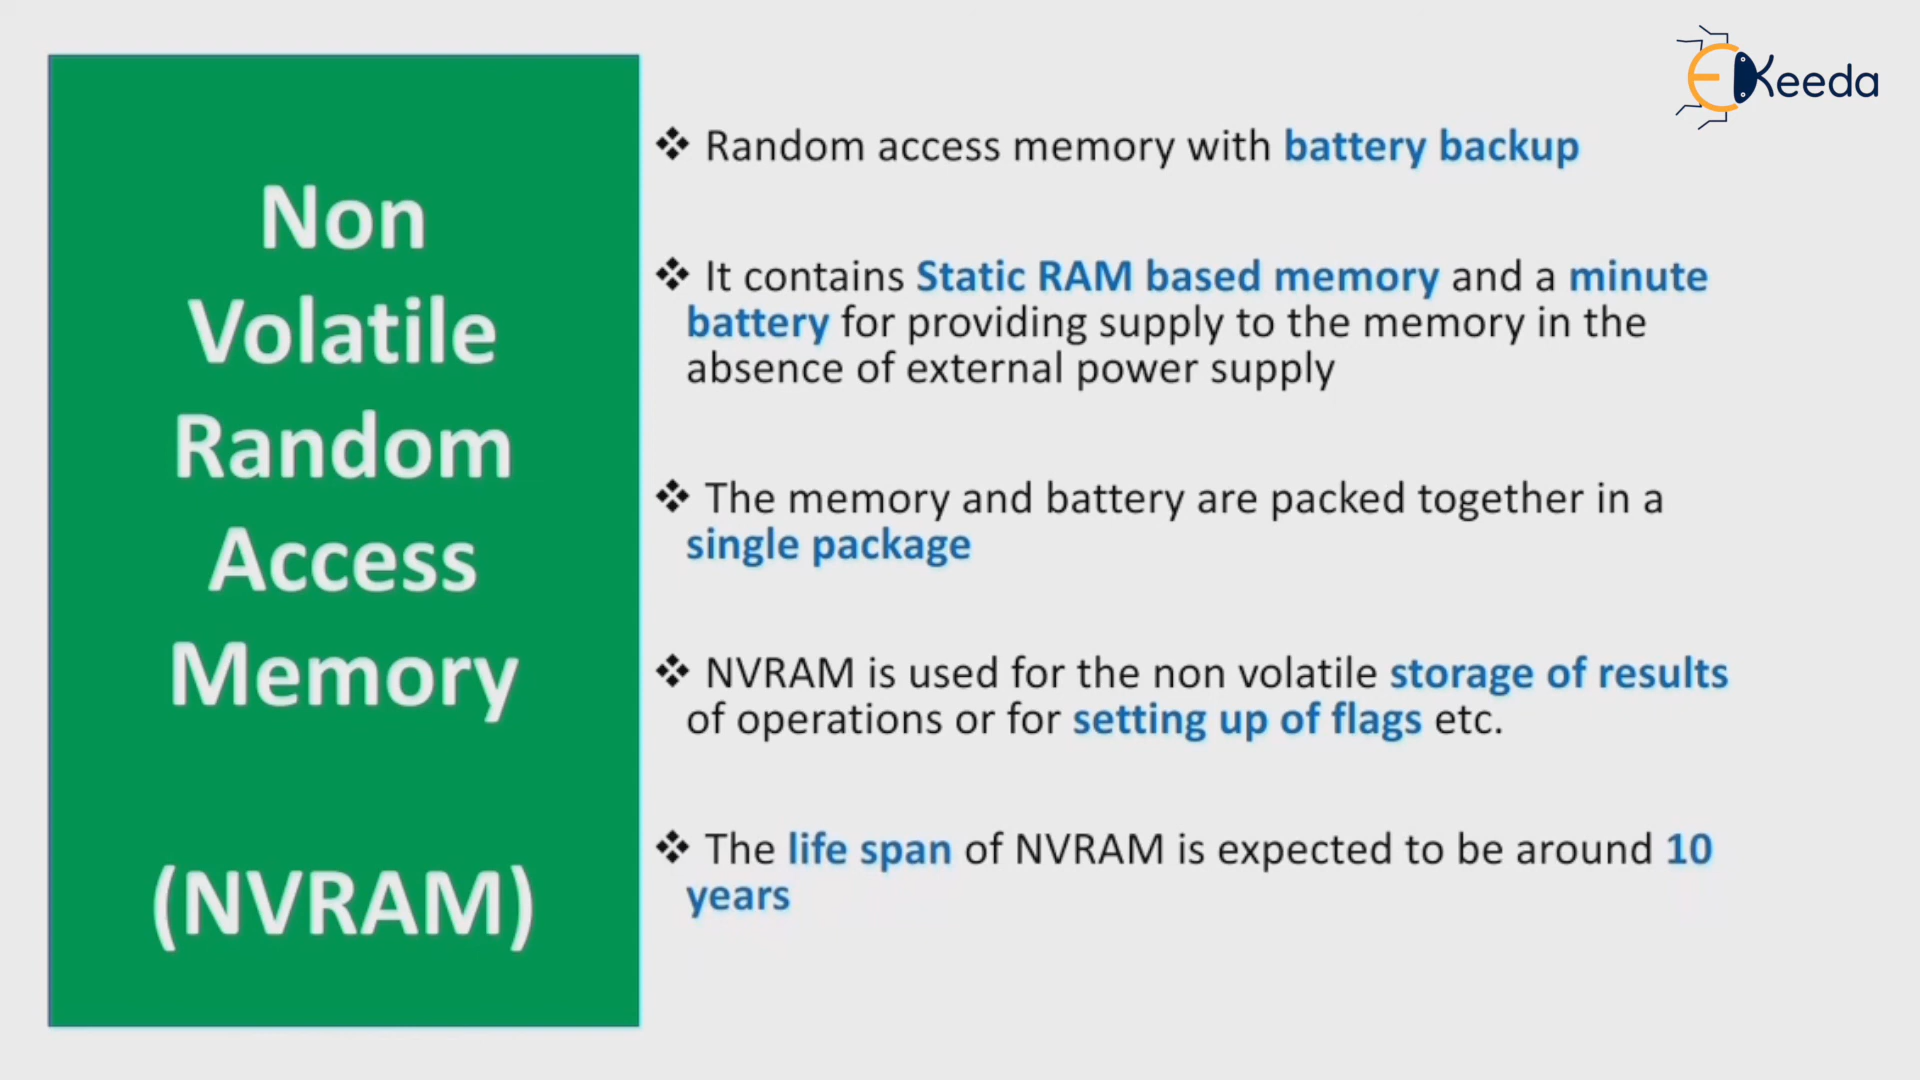 Non
Volatile
Random
Access
Memory
(NVRAM)
EKeeda
❖ Random access memory with battery backup
❖ It contains Static RAM based memory and a minute
battery for providing supply to the memory in the
absence of external power supply
❖ The memory and battery are packed together in a
single package
❖ NVRAM is used for the non volatile storage of results
of operations or for setting up of flags etc.
❖ The life span of NVRAM is expected to be around 10
years